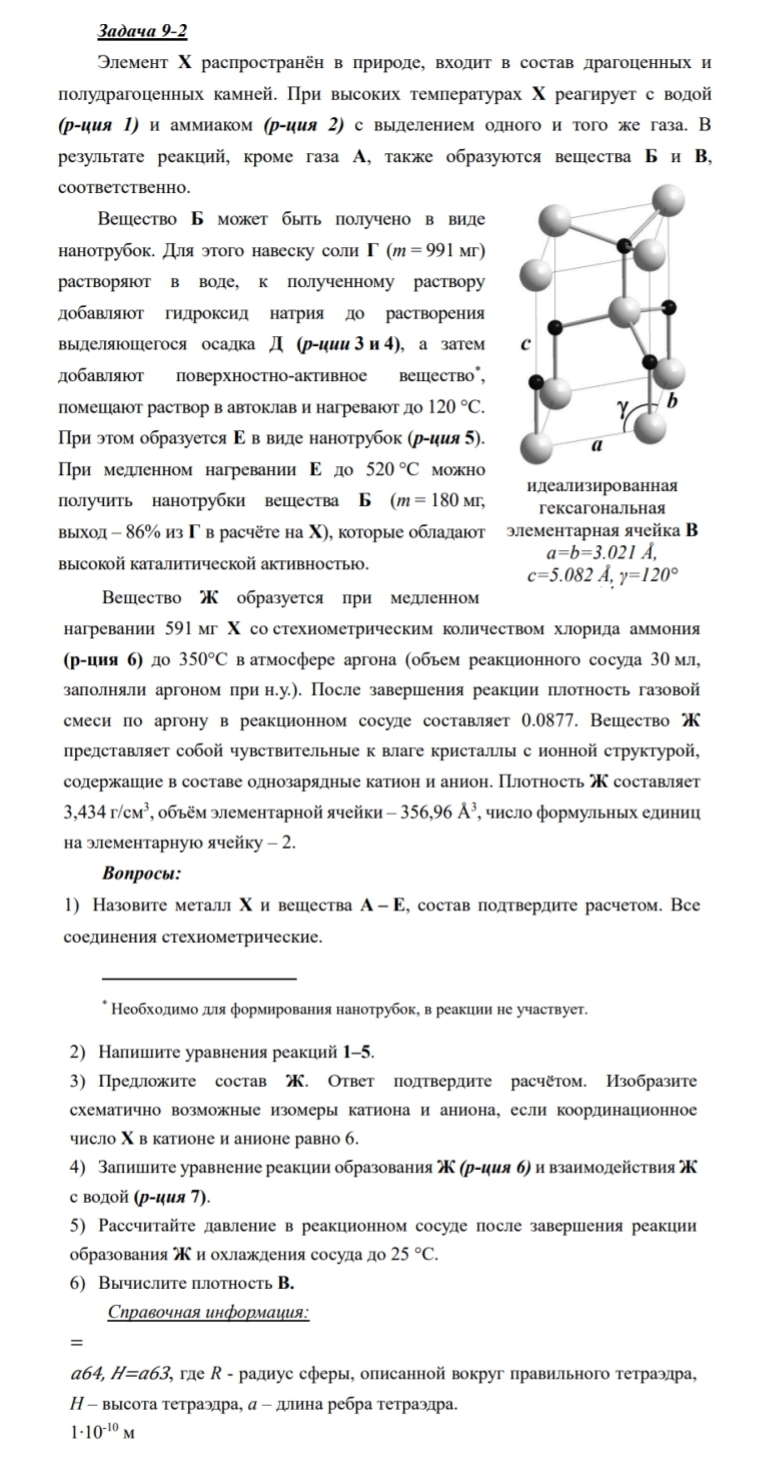 Задача 9-2
Элемент X распространён в природе, входит в состав драгоценных и
полудрагоценных камней. При высоких температурах X реагирует с водой
(р-ция 1) и аммиаком (р-ция 2) с выделением одного и того же газа. В
результате реакций, кроме газа А, также образуются вещества Б и В,
соответственно.
Вещество Б может быть получено в виде
нанотрубок. Для этого навеску соли Г (m = 991 мг)
растворяют в воде, к полученному раствору
добавляют гидроксид натрия до растворения
выделяющегося осадка Д (р-ции 3 и 4), а затем
добавляют поверхностно-активное вещество*,
помещают раствор в автоклав и нагревают до 120 °C.
При этом образуется Е в виде нанотрубок (р-ция 5).
При медленном нагревании Е до 520 °C можно
получить нанотрубки вещества Б (m = 180 мг,
выход – 86% из Г в расчёте на X), которые обладают
высокой каталитической активностью.
c
γ
b
a
идеализированная
гексагональная
элементарная ячейка В
a=b=3.021 Å,
c=5.082 Å, γ=120°
Вещество Ж образуется при медленном
нагревании 591 мг X со стехиометрическим количеством хлорида аммония
(р-ция 6) до 350°C в атмосфере аргона (объем реакционного сосуда 30 мл,
заполняли аргоном при н.у.). После завершения реакции плотность газовой
смеси по аргону в реакционном сосуде составляет 0.0877. Вещество Ж
представляет собой чувствительные к влаге кристаллы с ионной структурой,
содержащие в составе однозарядные катион и анион. Плотность Ж составляет
3,434 г/см³, объём элементарной ячейки – 356,96 Å³, число формульных единиц
на элементарную ячейку – 2.
Вопросы:
1) Назовите металл X и вещества А – Е, состав подтвердите расчетом. Все
соединения стехиометрические.
* Необходимо для формирования нанотрубок, в реакции не участвует.
2) Напишите уравнения реакций 1–5.
3) Предложите состав Ж. Ответ подтвердите расчётом. Изобразите
схематично возможные изомеры катиона и аниона, если координационное
число X в катионе и анионе равно 6.
4) Запишите уравнение реакции образования Ж (р-ция 6) и взаимодействия Ж
с водой (р-ция 7).
5) Рассчитайте давление в реакционном сосуде после завершения реакции
образования Ж и охлаждения сосуда до 25 °C.
6) Вычислите плотность В.
Справочная информация:
=
a64, H=a63, где R - радиус сферы, описанной вокруг правильного тетраэдра,
H – высота тетраэдра, a – длина ребра тетраэдра.
1·10⁻¹⁰ м